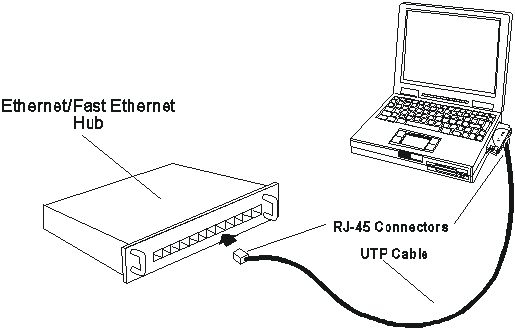 Ethernet/Fast Ethernet
Hub
RJ-45 Connectors
UTP Cable